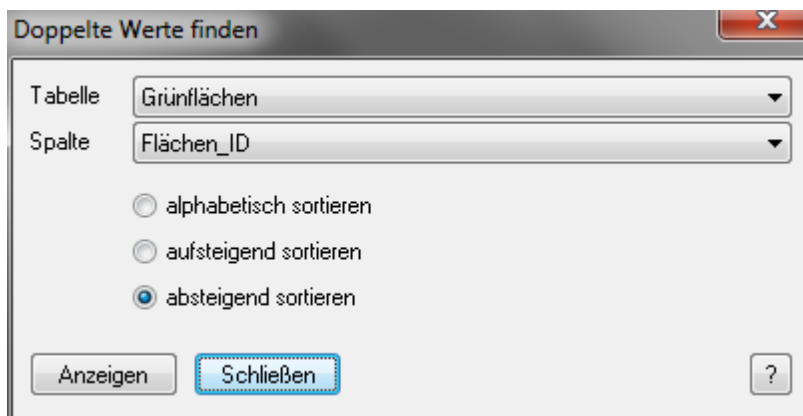 Doppelte Werte finden
Tabelle Grünflächen
Spalte Flächen_ID
alphabetisch sortieren
aufsteigend sortieren
absteigend sortieren
Anzeigen Schließen ?